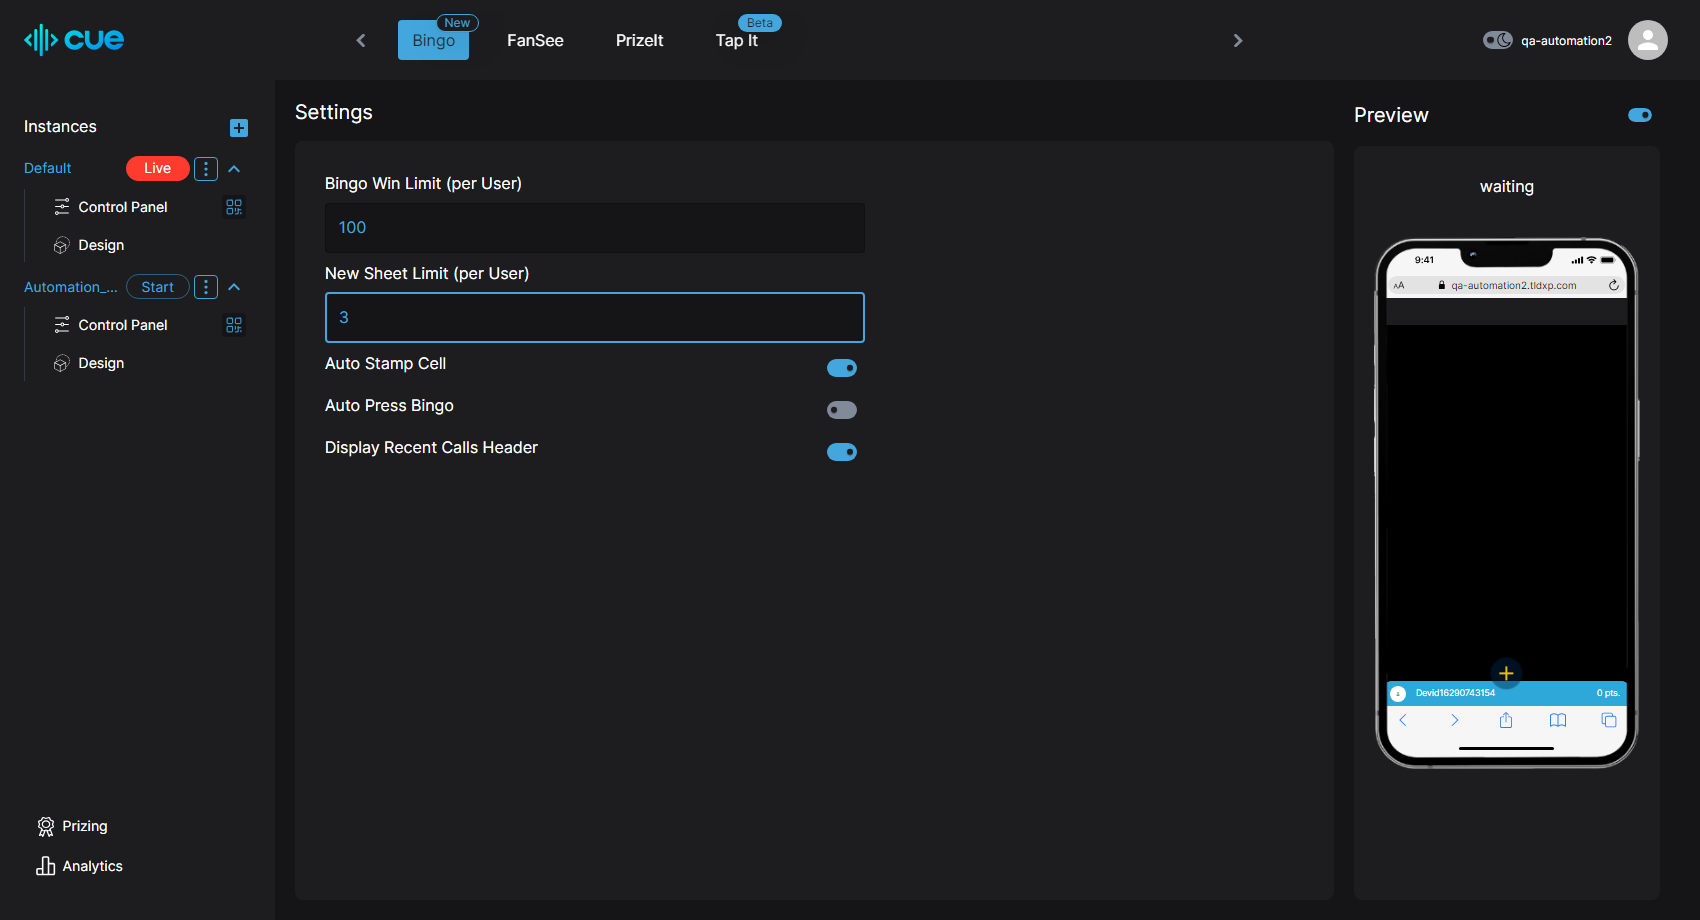 cue
Bingo
New
FanSee
PrizeIt
Tap It
Beta
qa-automation2
Instances
Default
Live
Control Panel
Design
Automation_...
Start
Control Panel
Design
Prizing
Analytics
Settings
Bingo Win Limit (per User)
100
New Sheet Limit (per User)
3
Auto Stamp Cell
Auto Press Bingo
Display Recent Calls Header
Preview
waiting
9:41
AA
qa-automation2.tldxp.com
Devid16290743154
0 pts.